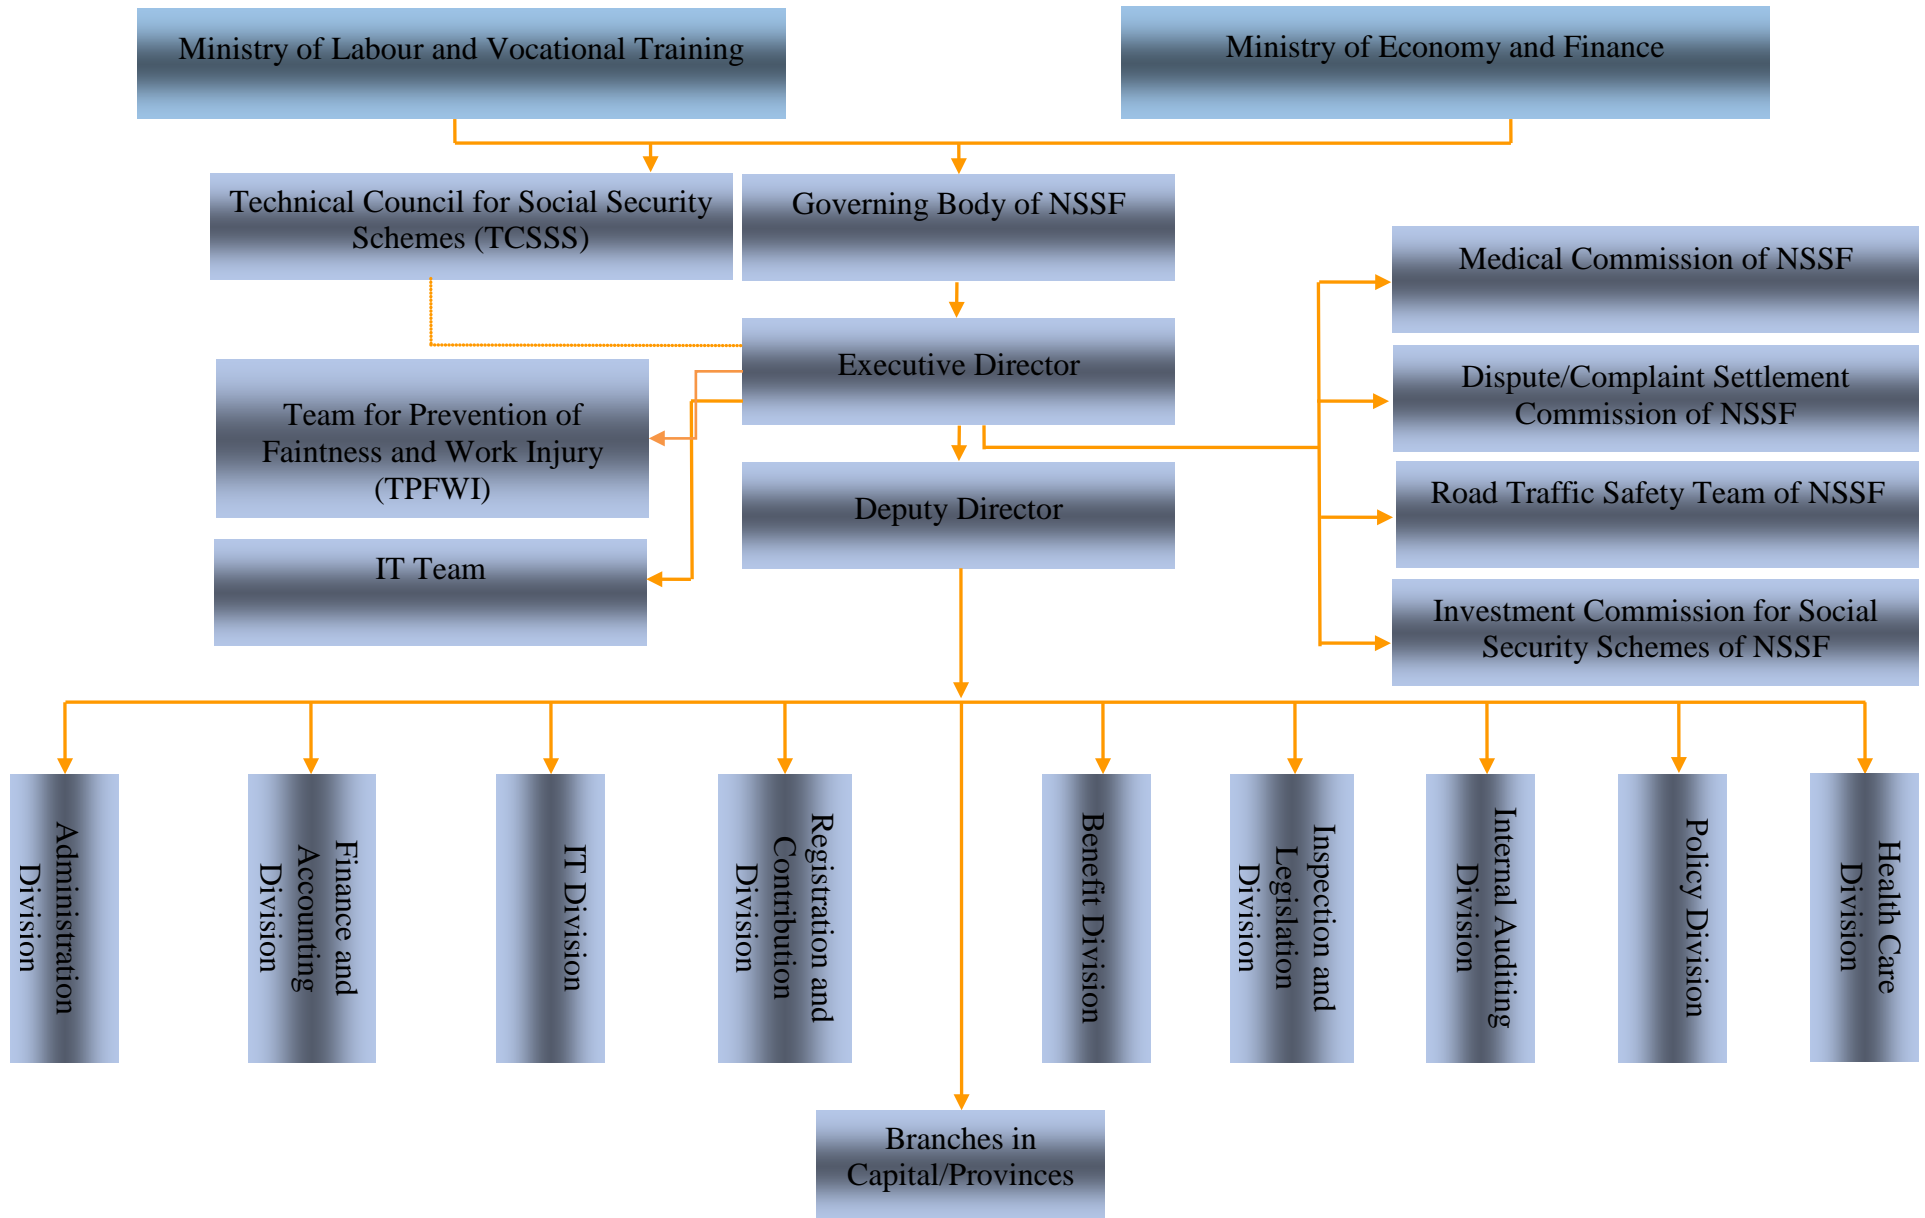 Ministry of Labour and Vocational Training
Ministry of Economy and Finance
Technical Council for Social Security
Schemes (TCSSS)
Governing Body of NSSF
Medical Commission of NSSF
Executive Director
Dispute/Complaint Settlement
Commission of NSSF
Team for Prevention of
Faintness and Work Injury
(TPFWI)
Deputy Director
Road Traffic Safety Team of NSSF
IT Team
Investment Commission for Social
Security Schemes of NSSF
Administration
Division
Finance and
Accounting
Division
IT Division
Registration and
Contribution
Division
Benefit Division
Inspection and
Legislation
Division
Internal Auditing
Division
Policy Division
Health Care
Division
Branches in
Capital/Provinces